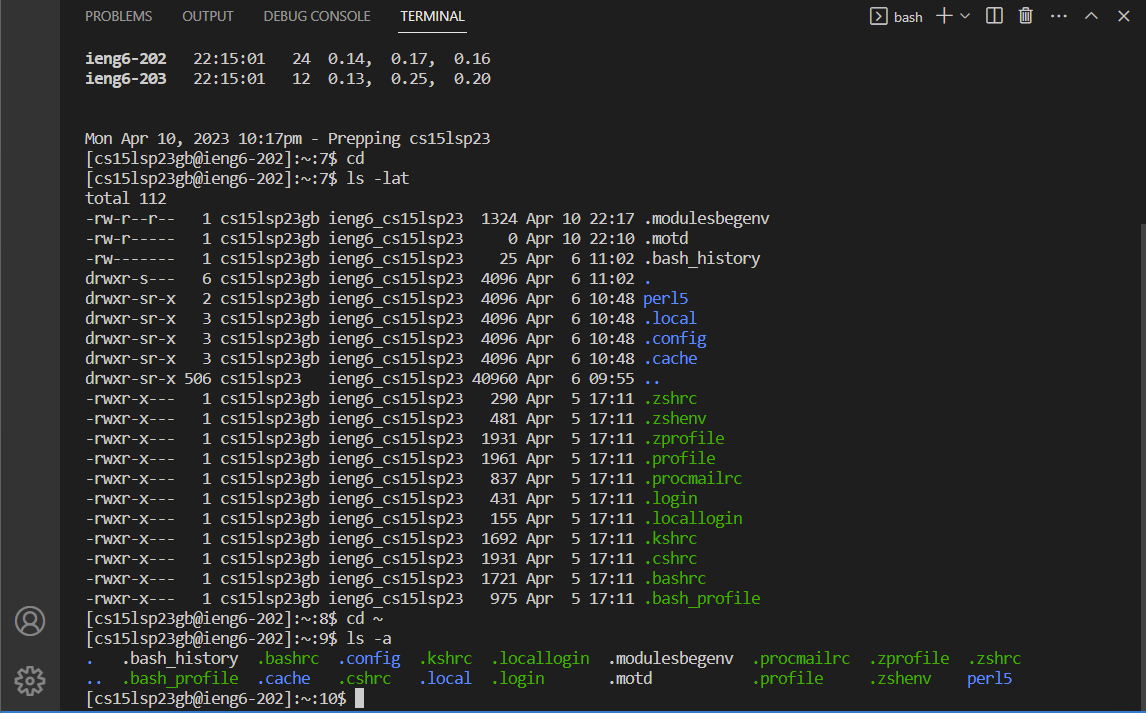 PROBLEMS OUTPUT DEBUG CONSOLE TERMINAL bash
ieng6-202 22:15:01 24 0.14, 0.17, 0.16
ieng6-203 22:15:01 12 0.13, 0.25, 0.20
Mon Apr 10, 2023 10:17pm - Prepping cs15lsp23
[cs15lsp23gb@ieng6-202]:~:7$ cd
[cs15lsp23gb@ieng6-202]:~:7$ ls -lat
total 112
-rw-r--r-- 1 cs15lsp23gb ieng6_cs15lsp23 1324 Apr 10 22:17 .modulesbegenv
-rw-r----- 1 cs15lsp23gb ieng6_cs15lsp23 0 Apr 10 22:10 .motd
-rw------- 1 cs15lsp23gb ieng6_cs15lsp23 25 Apr 6 11:02 .bash_history
drwxr-s--- 6 cs15lsp23gb ieng6_cs15lsp23 4096 Apr 6 11:02 .
drwxr-sr-x 2 cs15lsp23gb ieng6_cs15lsp23 4096 Apr 6 10:48 perl5
drwxr-sr-x 3 cs15lsp23gb ieng6_cs15lsp23 4096 Apr 6 10:48 .local
drwxr-sr-x 3 cs15lsp23gb ieng6_cs15lsp23 4096 Apr 6 10:48 .config
drwxr-sr-x 3 cs15lsp23gb ieng6_cs15lsp23 4096 Apr 6 10:48 .cache
drwxr-sr-x 506 cs15lsp23 ieng6_cs15lsp23 40960 Apr 6 09:55 ..
-rwxr-x--- 1 cs15lsp23gb ieng6_cs15lsp23 290 Apr 5 17:11 .zshrc
-rwxr-x--- 1 cs15lsp23gb ieng6_cs15lsp23 481 Apr 5 17:11 .zshenv
-rwxr-x--- 1 cs15lsp23gb ieng6_cs15lsp23 1931 Apr 5 17:11 .zprofile
-rwxr-x--- 1 cs15lsp23gb ieng6_cs15lsp23 1961 Apr 5 17:11 .profile
-rwxr-x--- 1 cs15lsp23gb ieng6_cs15lsp23 837 Apr 5 17:11 .procmailrc
-rwxr-x--- 1 cs15lsp23gb ieng6_cs15lsp23 431 Apr 5 17:11 .login
-rwxr-x--- 1 cs15lsp23gb ieng6_cs15lsp23 155 Apr 5 17:11 .locallogin
-rwxr-x--- 1 cs15lsp23gb ieng6_cs15lsp23 1692 Apr 5 17:11 .kshrc
-rwxr-x--- 1 cs15lsp23gb ieng6_cs15lsp23 1931 Apr 5 17:11 .cshrc
-rwxr-x--- 1 cs15lsp23gb ieng6_cs15lsp23 1721 Apr 5 17:11 .bashrc
-rwxr-x--- 1 cs15lsp23gb ieng6_cs15lsp23 975 Apr 5 17:11 .bash_profile
[cs15lsp23gb@ieng6-202]:~:8$ cd ~
[cs15lsp23gb@ieng6-202]:~:9$ ls -a
. .bash_history .bashrc .config .kshrc .locallogin .modulesbegenv .procmailrc .zprofile .zshrc
.. .bash_profile .cache .cshrc .local .login .motd .profile .zshenv perl5
[cs15lsp23gb@ieng6-202]:~:10$